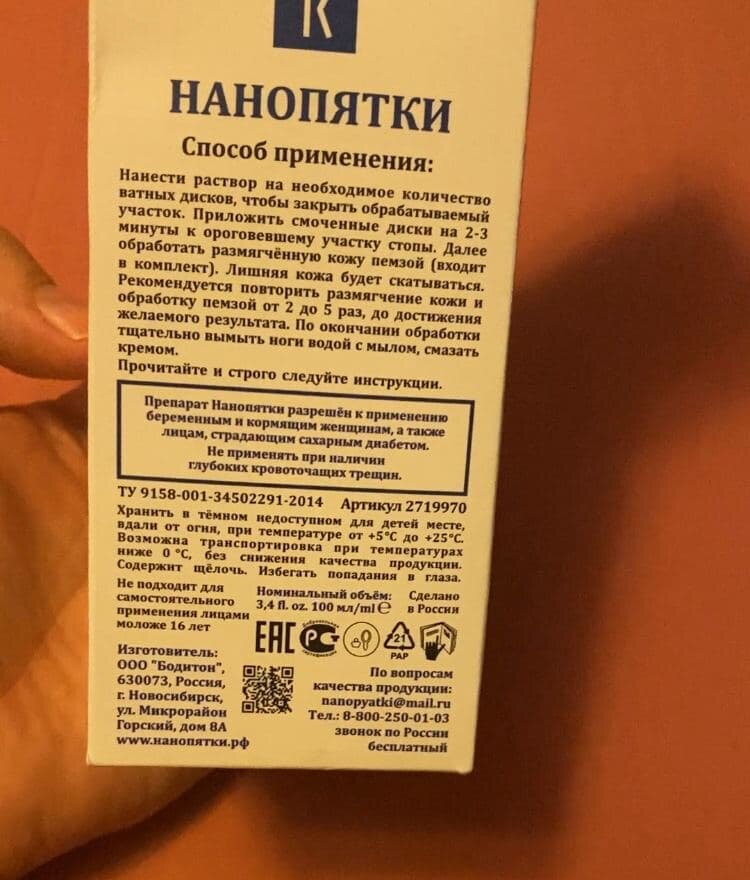 К
НАНОПЯТКИ
Способ применения:
Нанести раствор на необходимое количество
ватных дисков, чтобы закрыть обрабатываемый
участок. Приложить смоченные диски на 2-3
минуты к ороговевшему участку стопы. Далее
обработать размягчённую кожу пемзой (входит
в комплект). Лишняя кожа будет скатываться.
Рекомендуется повторить размягчение кожи и
обработку пемзой от 2 до 5 раз, до достижения
желаемого результата. По окончании обработки
тщательно вымыть ноги водой с мылом, смазать
кремом.
Прочитайте и строго следуйте инструкции.
Препарат Нанопятки разрешён к применению
беременным и кормящим женщинам, а также
лицам, страдающим сахарным диабетом.
Не применять при наличии
глубоких кровоточащих трещин.
ТУ 9158-001-34502291-2014 Артикул 2719970
Хранить в тёмном недоступном для детей месте,
вдали от огня, при температуре от +5°С до +25°С.
Возможна транспортировка при температурах
ниже 0 °С, без снижения качества продукции.
Содержит щёлочь. Избегать попадания в глаза.
Не подходит для
самостоятельного
применения лицами
моложе 16 лет
Номинальный объём:
3,4 fl. oz. 100 мл/ml ℮
Сделано
в России
ЕАС
РСТ
21
PAP
Изготовитель:
ООО "Бодитон",
630073, Россия,
г. Новосибирск,
ул. Микрорайон
Горский, дом 8А
www.нанопятки.рф
По вопросам
качества продукции:
nanopyatki@mail.ru
Тел.: 8-800-250-01-03
звонок по России
бесплатный